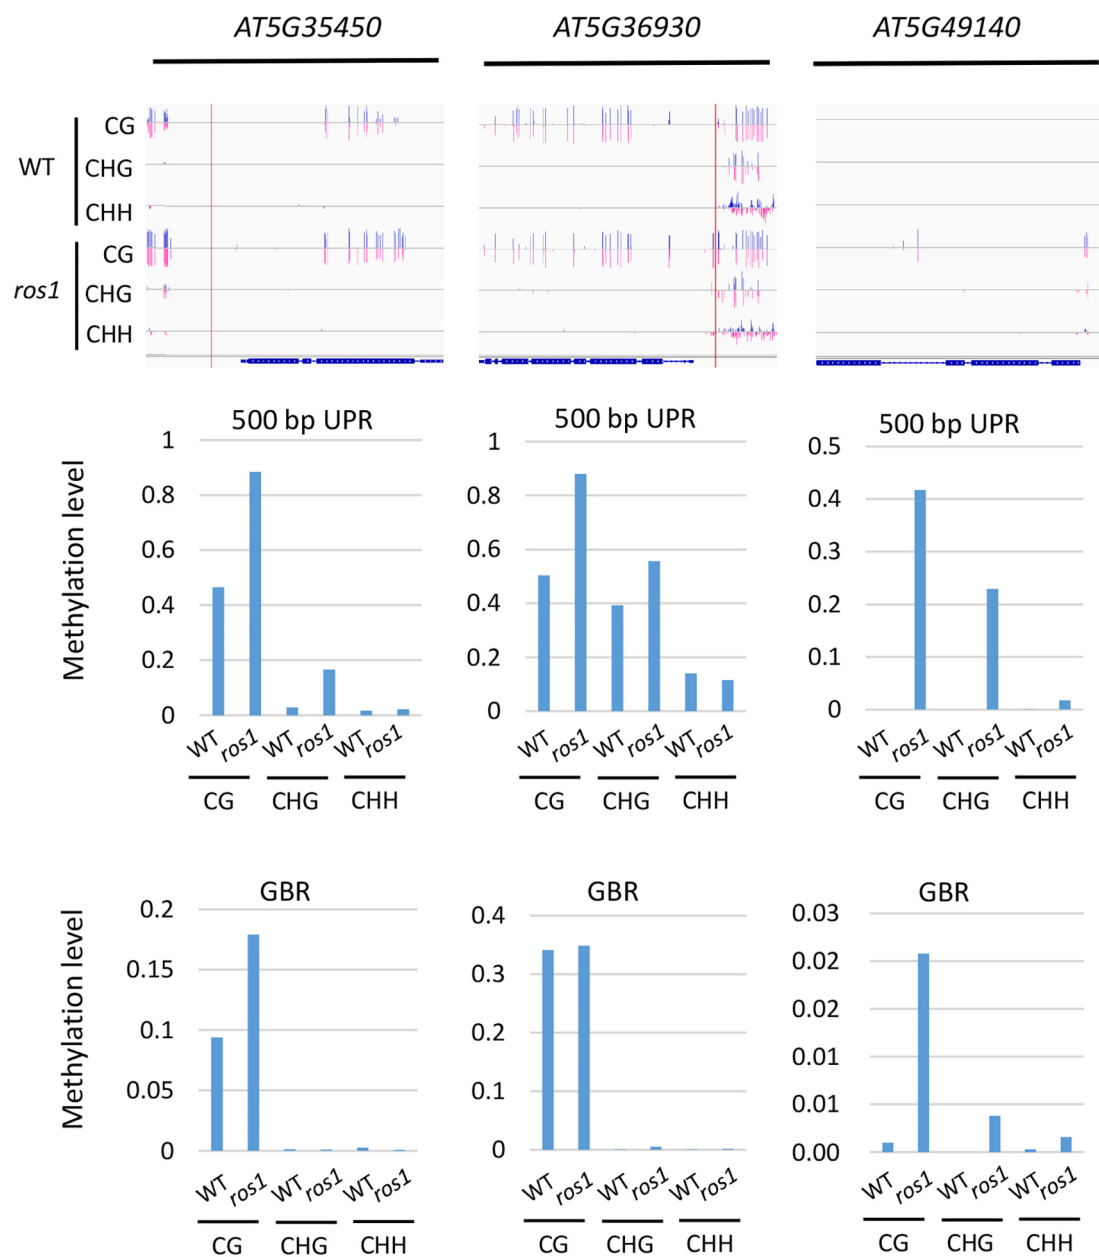 AT5G35450 AT5G36930 AT5G49140
WT
CG
CHG
CHH
ros1
CG
CHG
CHH
Methylation level
500 bp UPR
1
0.8
0.6
0.4
0.2
0
WT ros1 WT ros1 WT ros1
CG CHG CHH
500 bp UPR
1
0.8
0.6
0.4
0.2
0
WT ros1 WT ros1 WT ros1
CG CHG CHH
500 bp UPR
0.5
0.4
0.3
0.2
0.1
0
WT ros1 WT ros1 WT ros1
CG CHG CHH
Methylation level
GBR
0.2
0.15
0.1
0.05
0
WT ros1 WT ros1 WT ros1
CG CHG CHH
GBR
0.4
0.3
0.2
0.1
0
WT ros1 WT ros1 WT ros1
CG CHG CHH
GBR
0.03
0.02
0.02
0.01
0.01
0.00
WT ros1 WT ros1 WT ros1
CG CHG CHH